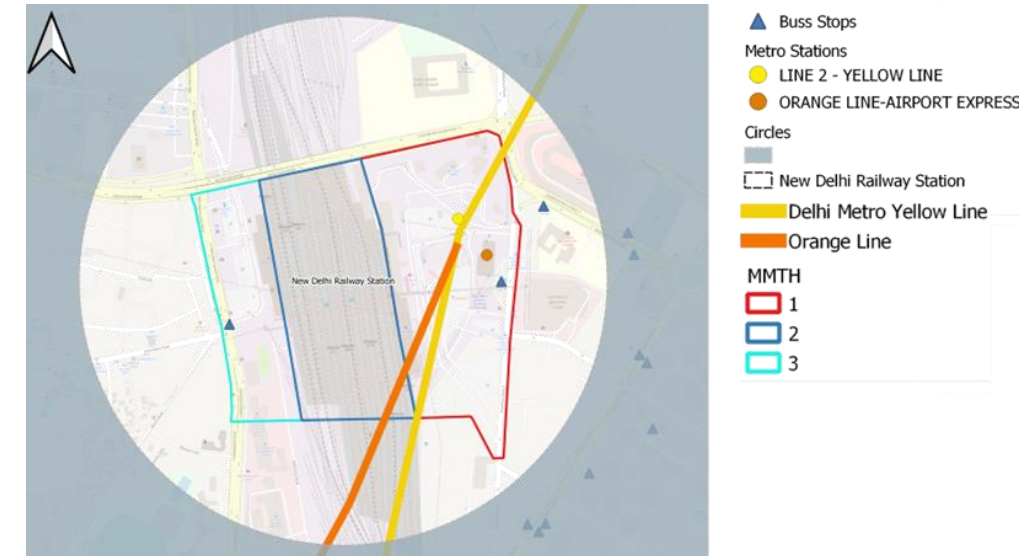 New Delhi Railway Station
Buss Stops
Metro Stations
LINE 2 - YELLOW LINE
ORANGE LINE-AIRPORT EXPRESS
Circles
New Delhi Railway Station
Delhi Metro Yellow Line
Orange Line
MMTH
1
2
3